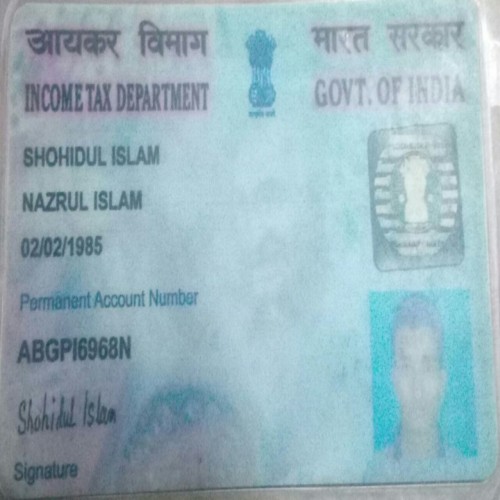 आयकर विभाग
भारत सरकार
INCOME TAX DEPARTMENT
GOVT. OF INDIA
SHOHIDUL ISLAM
NAZRUL ISLAM
02/02/1985
Permanent Account Number
ABGPI6968N
Shohidul Islam
Signature